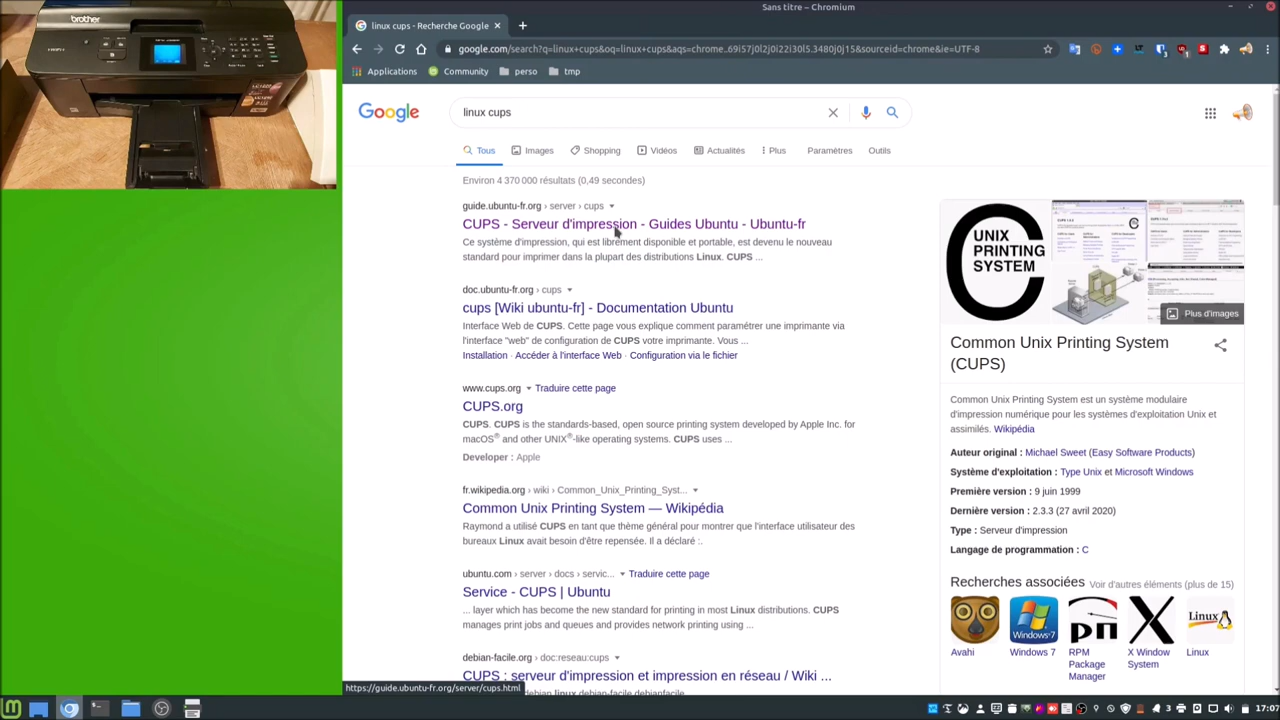 brother
Sans titre – Chromium
linux cups - Recherche Google
Applications
Community
perso
tmp
Google
linux cups
Tous
Images
Shopping
Vidéos
Actualités
Plus
Paramètres
Outils
Environ 4 370 000 résultats (0,49 secondes)
guide.ubuntu-fr.org › server › cups
CUPS - Serveur d'impression - Guides Ubuntu - Ubuntu-fr
Ce système d'impression, qui est librement disponible et portable, est devenu le nouveau
standard pour imprimer dans la plupart des distributions Linux. CUPS ...
doc.ubuntu-fr.org › cups
cups [Wiki ubuntu-fr] - Documentation Ubuntu
Interface Web de CUPS. Cette page vous explique comment paramétrer une imprimante via
l'interface "web" de configuration de CUPS votre imprimante. Vous ...
Installation · Accéder à l'interface Web · Configuration via le fichier
www.cups.org Traduire cette page
CUPS.org
CUPS. CUPS is the standards-based, open source printing system developed by Apple Inc. for
macOS® and other UNIX®-like operating systems. CUPS uses ...
Developer : Apple
fr.wikipedia.org › wiki › Common_Unix_Printing_Syst...
Common Unix Printing System — Wikipédia
Raymond a utilisé CUPS en tant que thème général pour montrer que l'interface utilisateur des
bureaux Linux avait besoin d'être repensée. Il a déclaré :.
ubuntu.com › server › docs › servic... Traduire cette page
Service - CUPS | Ubuntu
... layer which has become the new standard for printing in most Linux distributions. CUPS
manages print jobs and queues and provides network printing using ...
debian-facile.org › doc:reseau:cups
CUPS : serveur d'impression et impression en réseau / Wiki ...
debian linux debian-facile debianfacile
https://guide.ubuntu-fr.org/server/cups.html
UNIX
PRINTING
SYSTEM
Plus d'images
Common Unix Printing System
(CUPS)
Common Unix Printing System est un système modulaire
d'impression numérique pour les systèmes d'exploitation Unix et
assimilés. Wikipédia
Auteur original : Michael Sweet (Easy Software Products)
Système d'exploitation : Type Unix et Microsoft Windows
Première version : 9 juin 1999
Dernière version : 2.3.3 (27 avril 2020)
Type : Serveur d'impression
Langage de programmation : C
Recherches associées Voir d'autres éléments (plus de 15)
Windows 7
Linux
Avahi
Windows 7
RPM
Package
Manager
X Window
System
Linux
3
17:07